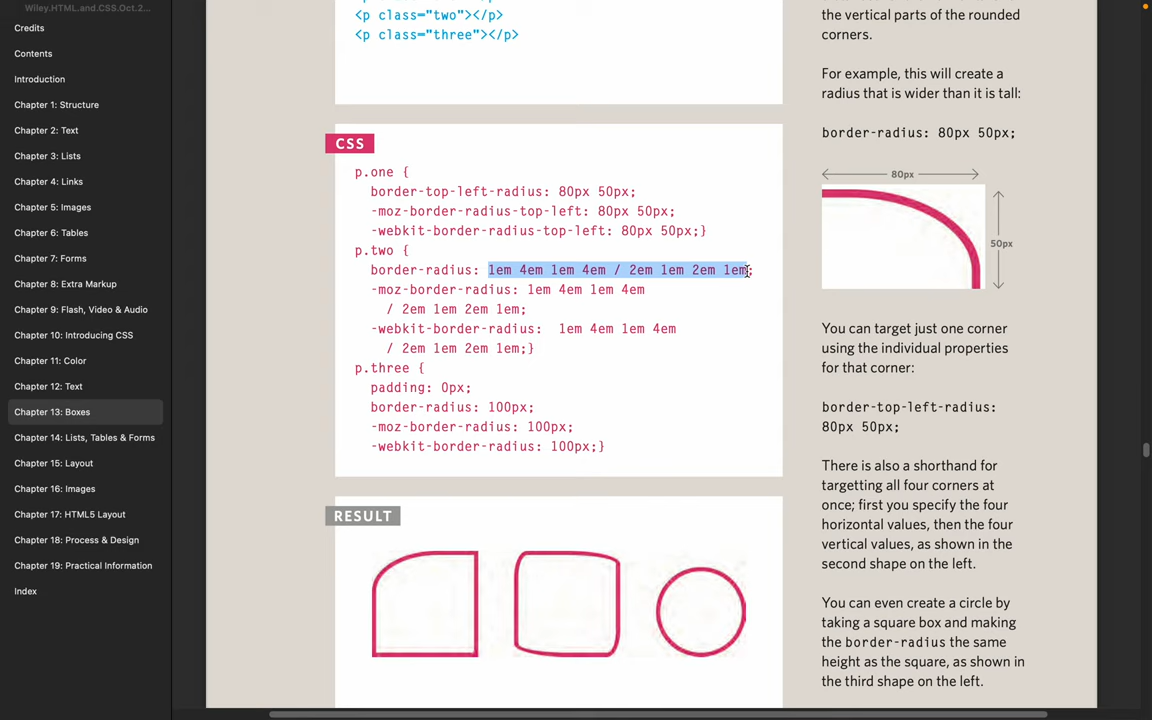 Wiley.HTML.and.CSS.Oct.2...
Credits
Contents
Introduction
Chapter 1: Structure
Chapter 2: Text
Chapter 3: Lists
Chapter 4: Links
Chapter 5: Images
Chapter 6: Tables
Chapter 7: Forms
Chapter 8: Extra Markup
Chapter 9: Flash, Video & Audio
Chapter 10: Introducing CSS
Chapter 11: Color
Chapter 12: Text
Chapter 13: Boxes
Chapter 14: Lists, Tables & Forms
Chapter 15: Layout
Chapter 16: Images
Chapter 17: HTML5 Layout
Chapter 18: Process & Design
Chapter 19: Practical Information
Index
<p class="two"></p>
<p class="three"></p>
CSS
p.one {
border-top-left-radius: 80px 50px;
-moz-border-radius-top-left: 80px 50px;
-webkit-border-radius-top-left: 80px 50px;}
p.two {
border-radius: 1em 4em 1em 4em / 2em 1em 2em 1em;
-moz-border-radius: 1em 4em 1em 4em
/ 2em 1em 2em 1em;
-webkit-border-radius:  1em 4em 1em 4em
/ 2em 1em 2em 1em;}
p.three {
padding: 0px;
border-radius: 100px;
-moz-border-radius: 100px;
-webkit-border-radius: 100px;}
RESULT
the vertical parts of the rounded
corners.
For example, this will create a
radius that is wider than it is tall:
border-radius: 80px 50px;
80px
50px
You can target just one corner
using the individual properties
for that corner:
border-top-left-radius:
80px 50px;
There is also a shorthand for
targetting all four corners at
once; first you specify the four
horizontal values, then the four
vertical values, as shown in the
second shape on the left.
You can even create a circle by
taking a square box and making
the border-radius the same
height as the square, as shown in
the third shape on the left.